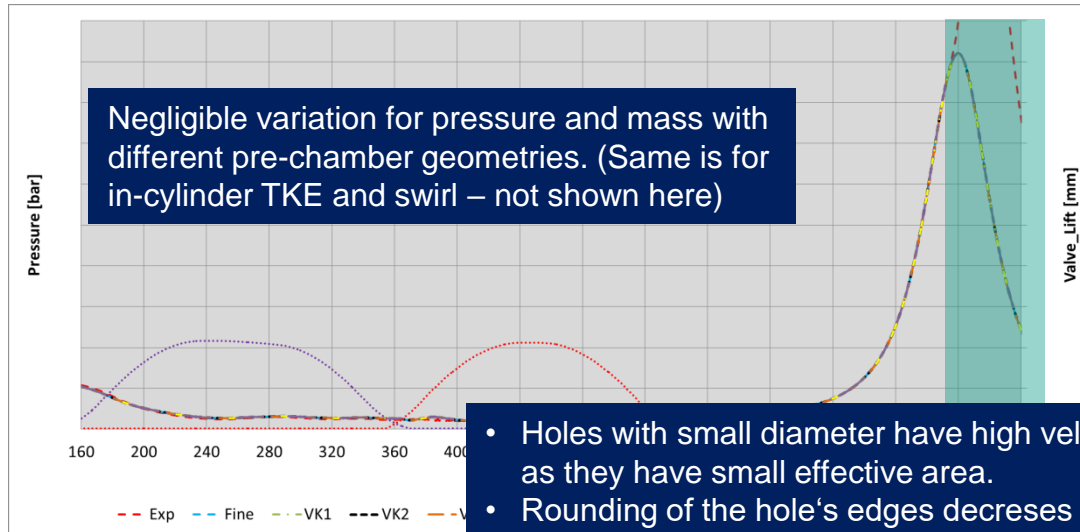 Negligible variation for pressure and mass with
different pre-chamber geometries. (Same is for
in-cylinder TKE and swirl – not shown here)
Pressure [bar]
Valve_Lift [mm]
160 200 240 280 320 360
• Holes with small diameter have high
as they have small effective area.
• Rounding of the hole‘s edges decreses
Exp Fine VK1 VK2